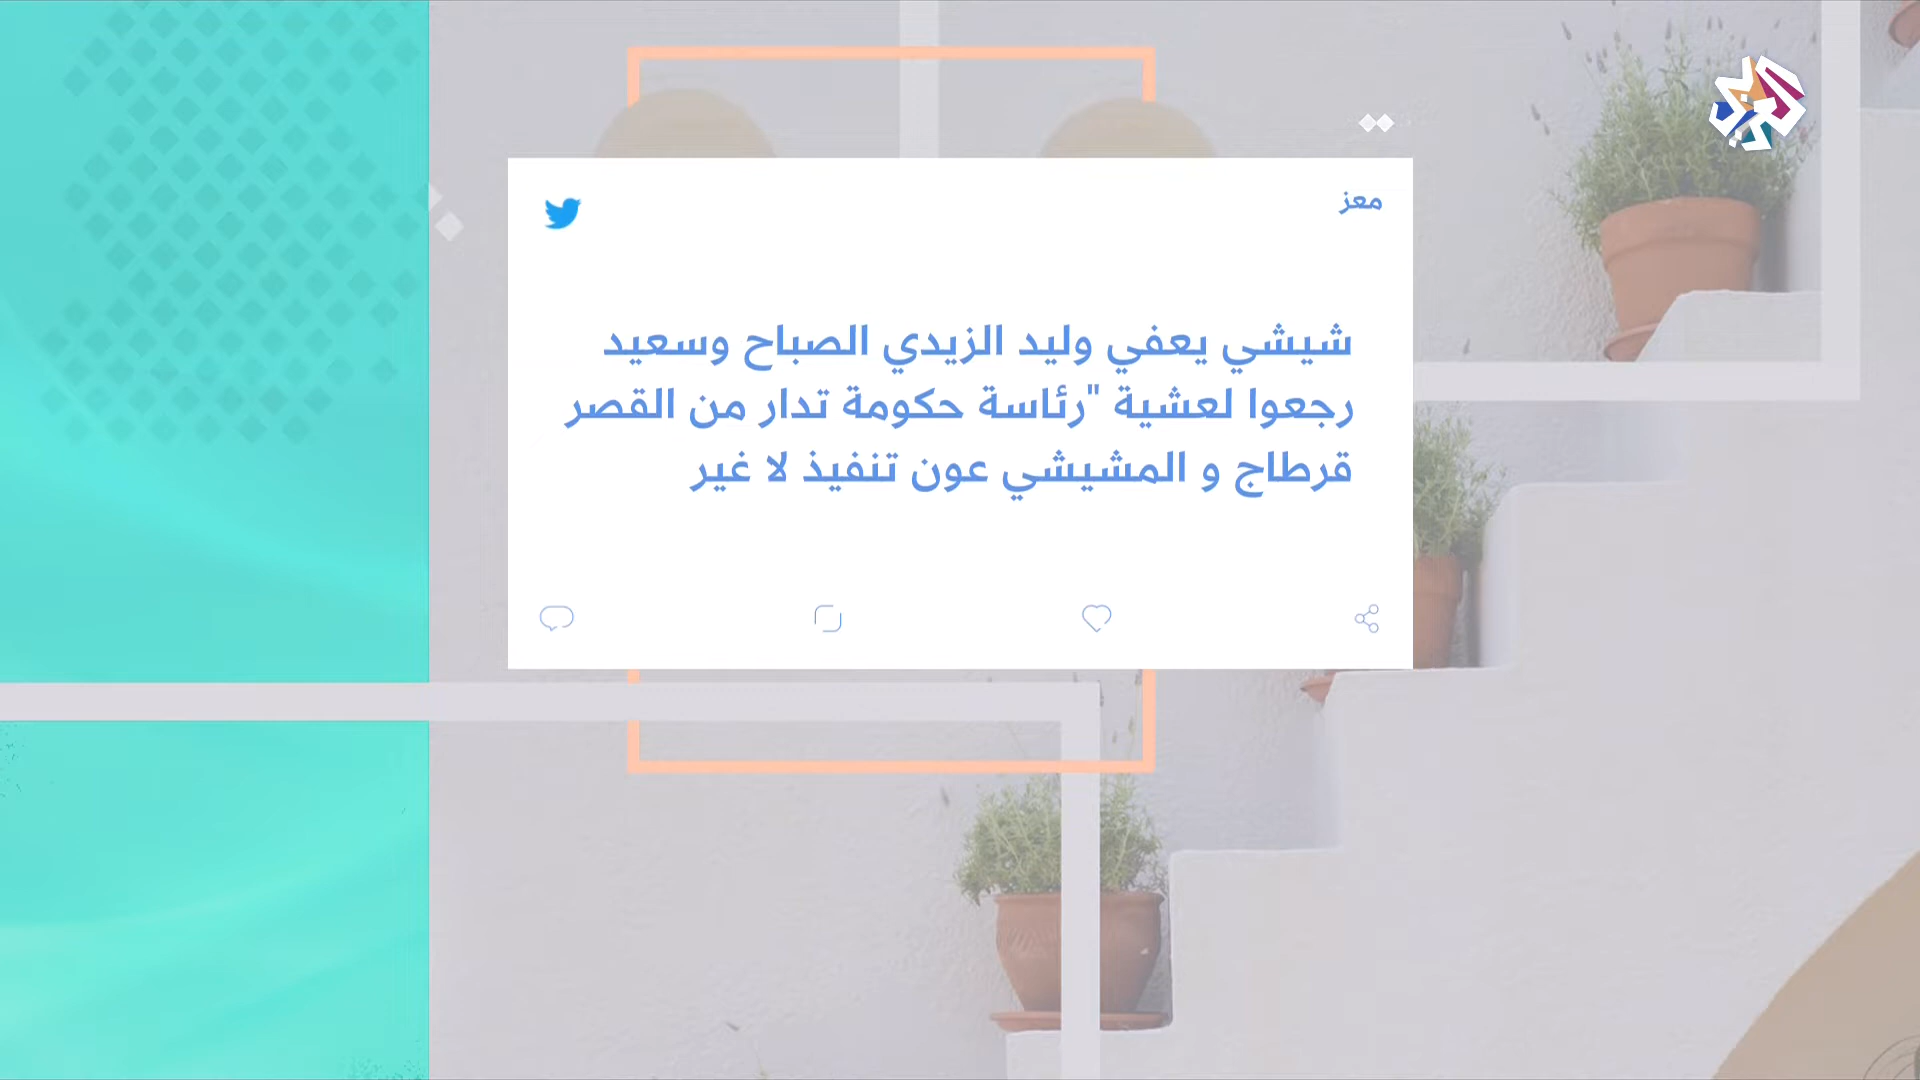 معز
شيشي يعفي وليد الزيدي الصباح وسعيد
رجعوا لعشية "رئاسة حكومة تدار من القصر
قرطاج و المشيشي عون تنفيذ لا غير